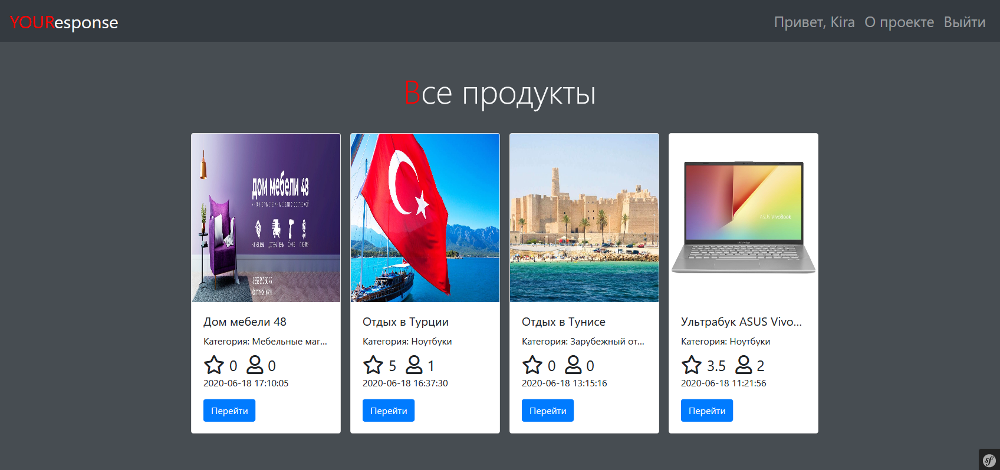 YOUResponse
Привет, Kira О проекте Выйти
Все продукты
дом мебели 48
ASUS VivoBook
Дом мебели 48
Категория: Мебельные маг...
0 0
2020-06-18 17:10:05
Перейти
Отдых в Турции
Категория: Ноутбуки
5 1
2020-06-18 16:37:30
Перейти
Отдых в Тунисе
Категория: Зарубежный от...
0 0
2020-06-18 13:15:16
Перейти
Ультрабук ASUS Vivo...
Категория: Ноутбуки
3.5 2
2020-06-18 11:21:56
Перейти
sf